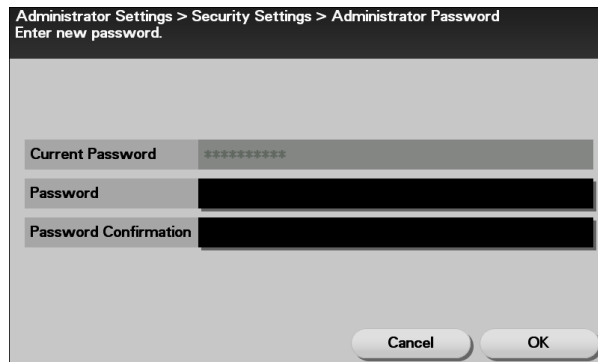 Administrator Settings > Security Settings > Administrator Password
Enter new password.
Current Password **********
Password
Password Confirmation
Cancel OK